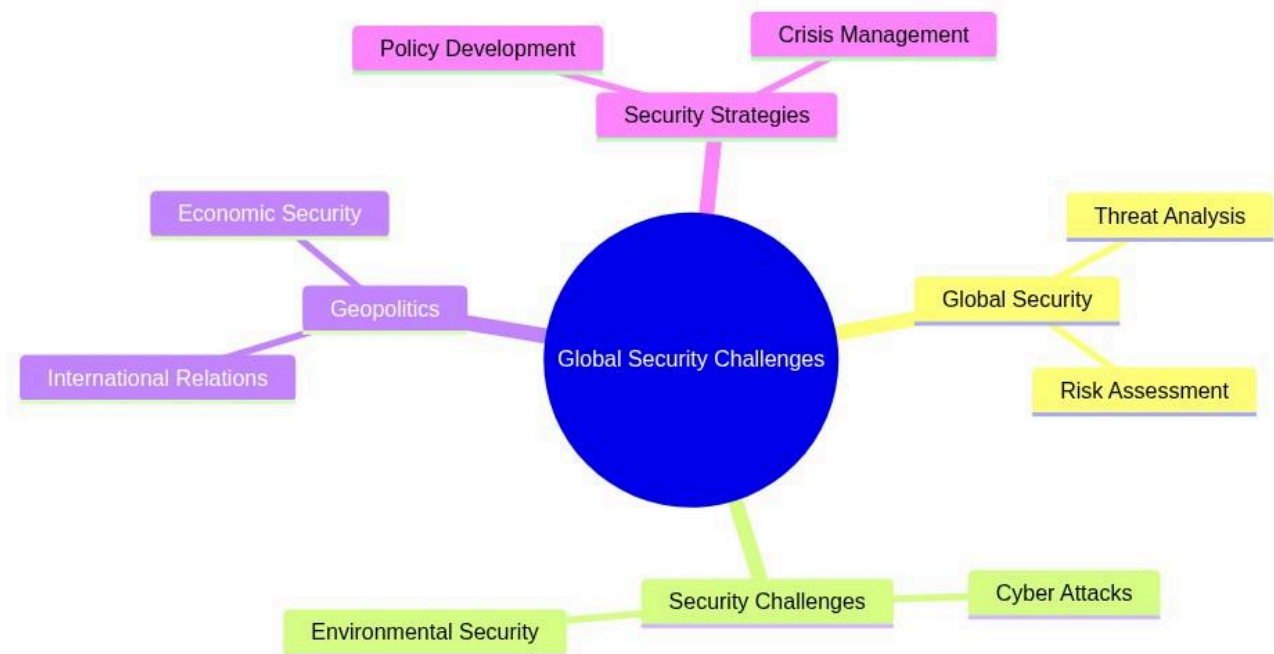 Crisis Management
Policy Development
Security Strategies
Economic Security
Threat Analysis
Geopolitics
Global Security
Global Security Challenges
International Relations
Risk Assessment
Cyber Attacks
Security Challenges
Environmental Security